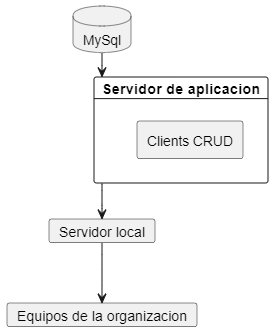 MySql
Servidor de aplicacion
Clients CRUD
Servidor local
Equipos de la organizacion